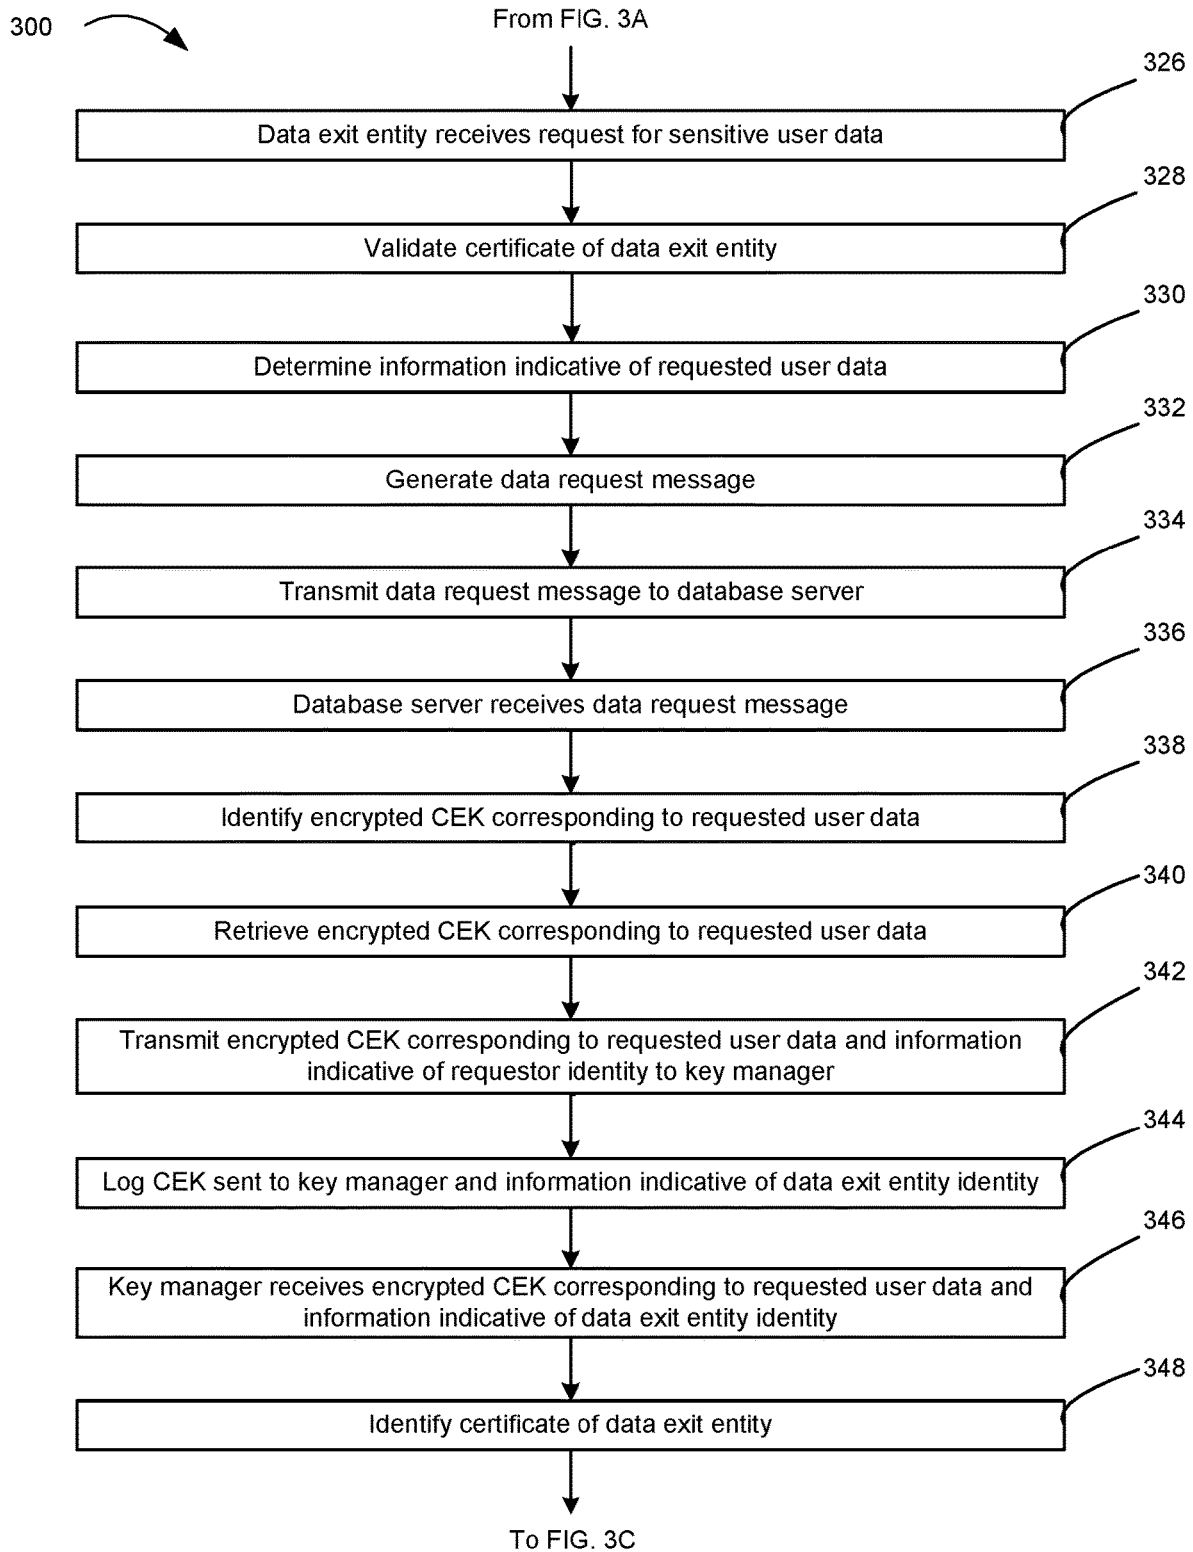 300
From FIG. 3A
326
Data exit entity receives request for sensitive user data
328
Validate certificate of data exit entity
330
Determine information indicative of requested user data
332
Generate data request message
334
Transmit data request message to database server
336
Database server receives data request message
338
Identify encrypted CEK corresponding to requested user data
340
Retrieve encrypted CEK corresponding to requested user data
342
Transmit encrypted CEK corresponding to requested user data and information
indicative of requestor identity to key manager
344
Log CEK sent to key manager and information indicative of data exit entity identity
346
Key manager receives encrypted CEK corresponding to requested user data and
information indicative of data exit entity identity
348
Identify certificate of data exit entity
To FIG. 3C